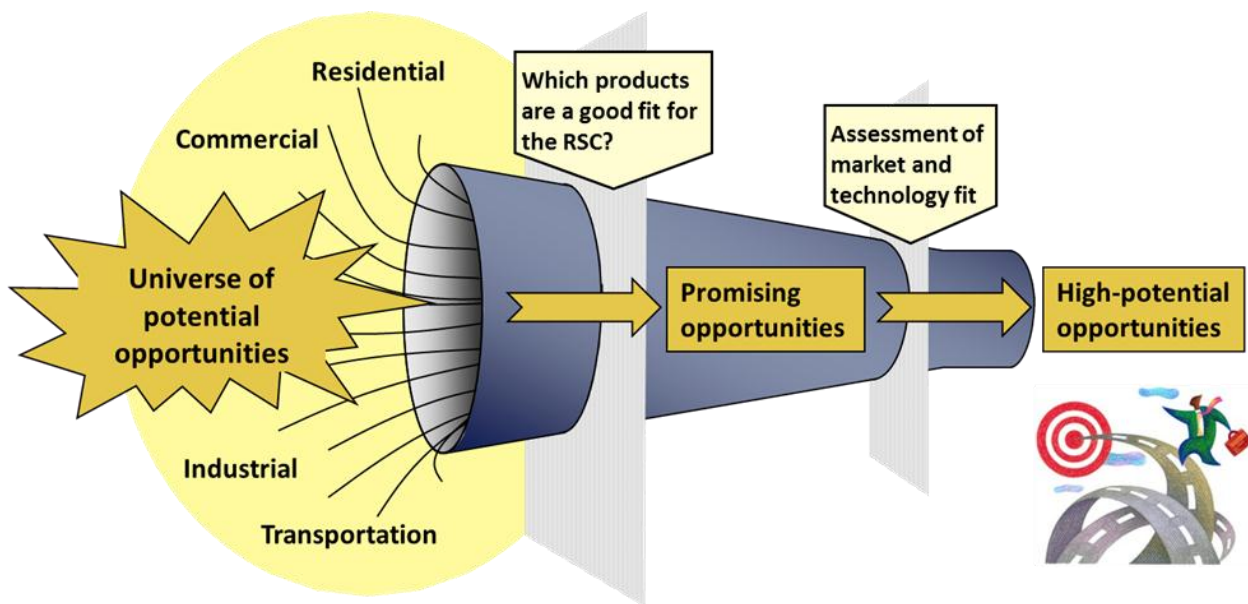 Residential
Commercial
Universe of
potential
opportunities
Industrial
Transportation
Which products
are a good fit for
the RSC?
Promising
opportunities
Assessment of
market and
technology fit
High-potential
opportunities